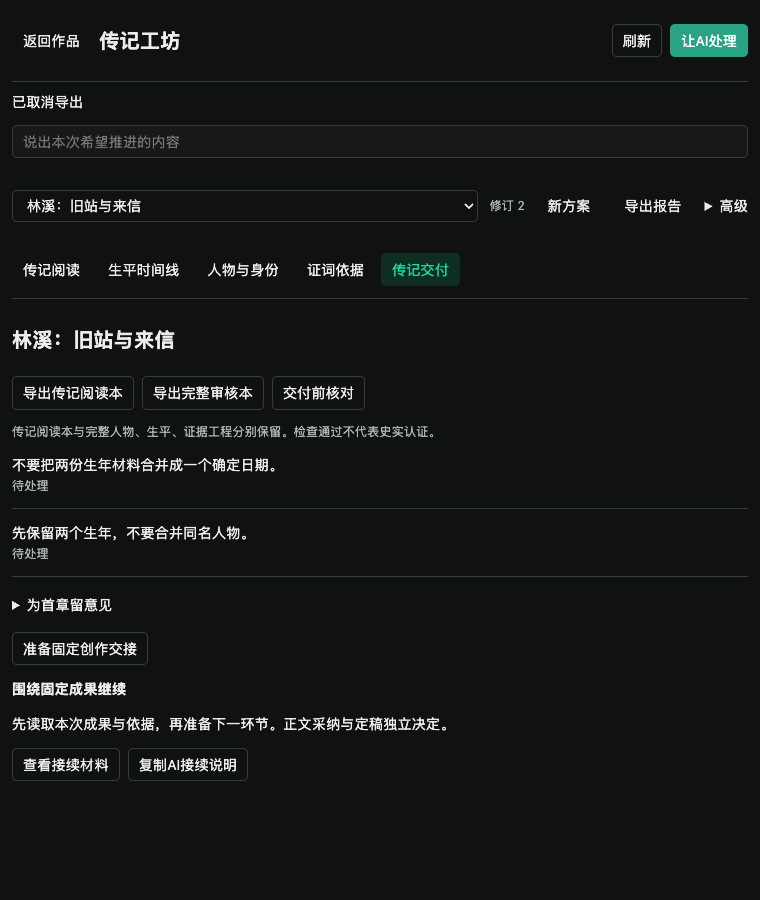 返回作品 传记工坊 刷新 让AI处理
已取消导出
说出本次希望推进的内容
林溪：旧站与来信 修订 2 新方案 导出报告 ▶ 高级
传记阅读 生平时间线 人物与身份 证词依据 传记交付
林溪：旧站与来信
导出传记阅读本 导出完整审核本 交付前核对
传记阅读本与完整人物、生平、证据工程分别保留。检查通过不代表史实认证。
不要把两份生年材料合并成一个确定日期。
待处理
先保留两个生年，不要合并同名人物。
待处理
▶ 为首章留意见
准备固定创作交接
围绕固定成果继续
先读取本次成果与依据，再准备下一环节。正文采纳与定稿独立决定。
查看接续材料 复制AI接续说明